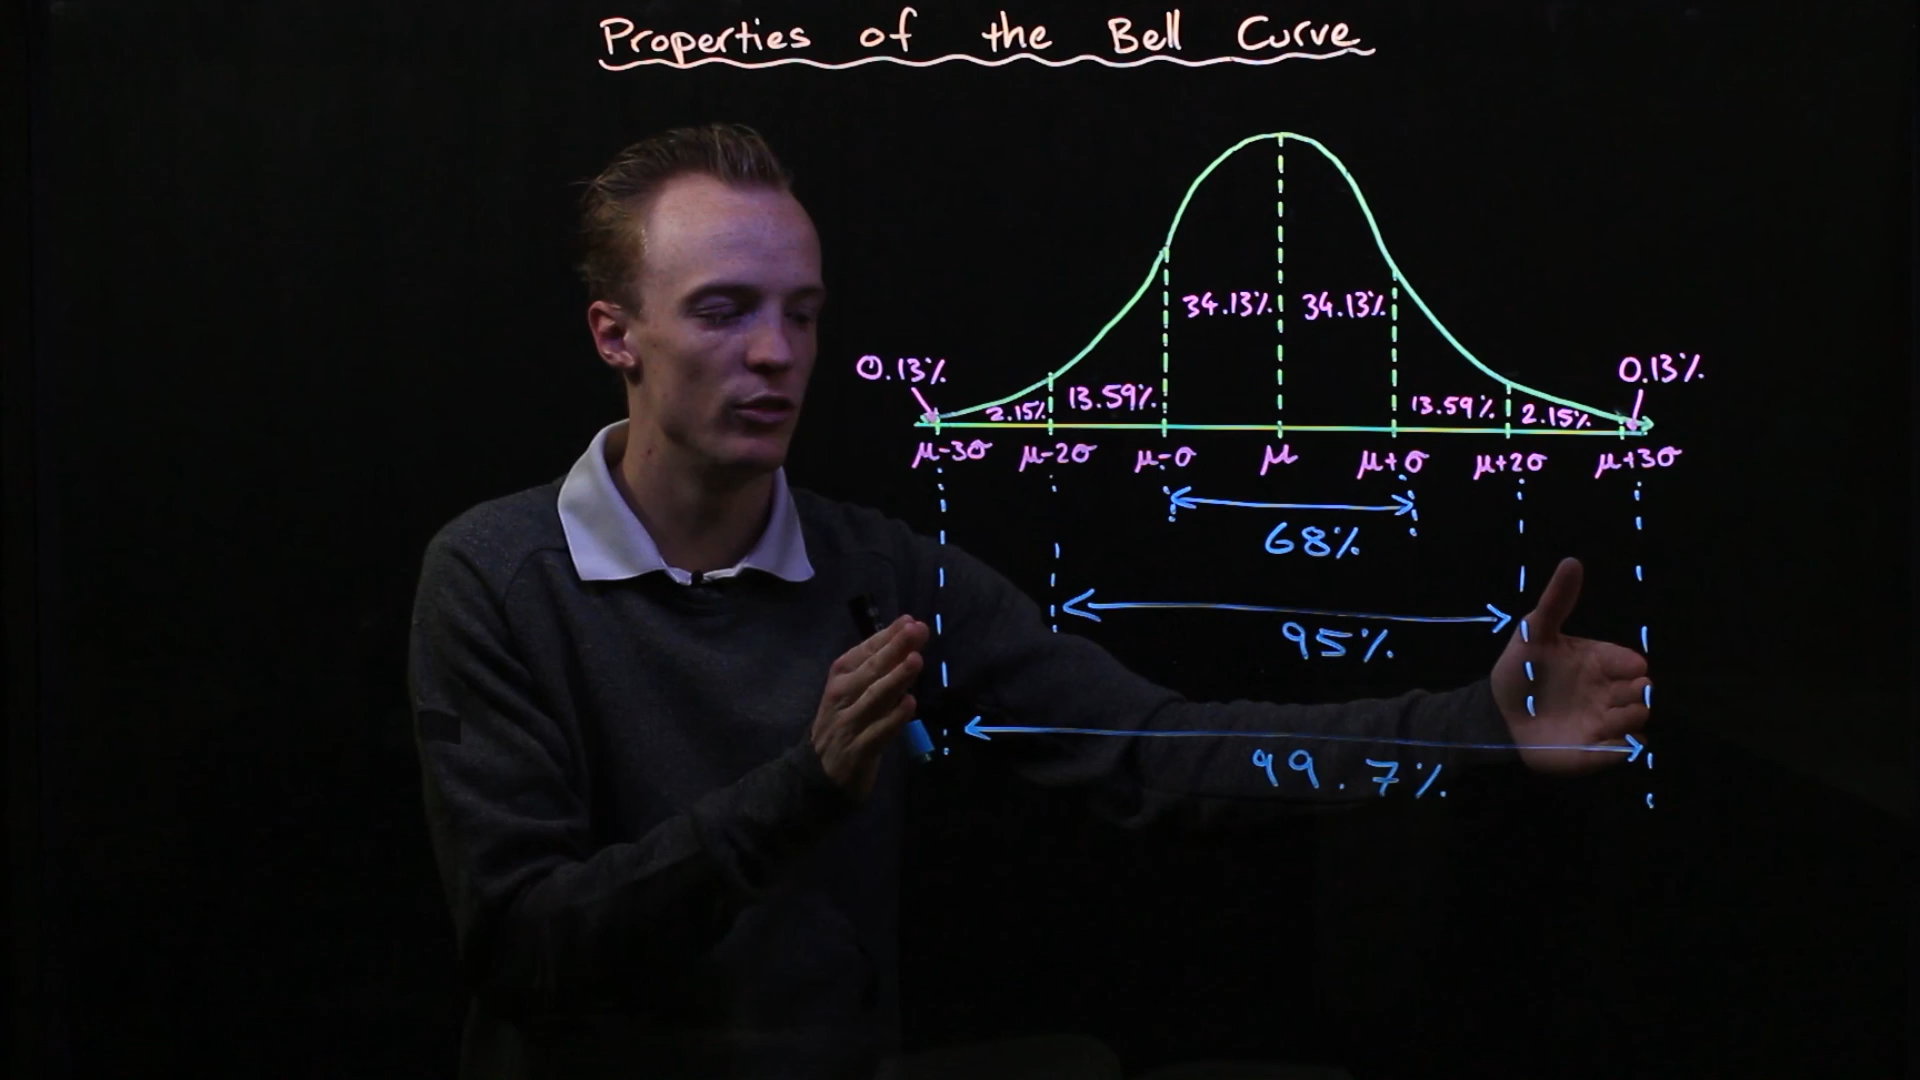 Properties of the Bell Curve
34.13% 34.13%
0.13% 0.13%
2.15% 13.59% 13.59% 2.15%
μ-3σ μ-2σ μ-σ μ μ+σ μ+2σ μ+3σ
68%
95%
99.7%